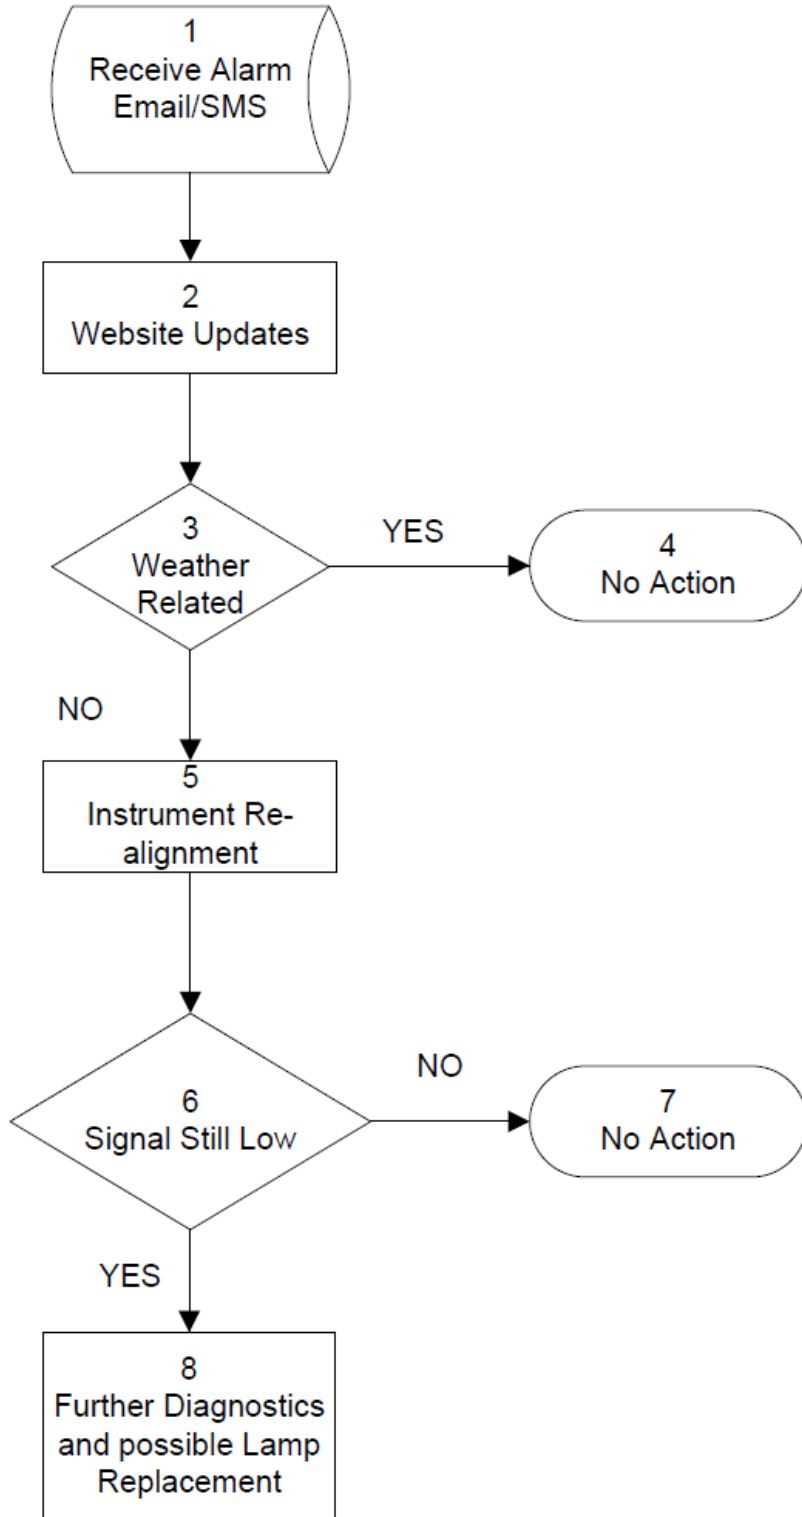 1
Receive Alarm
Email/SMS
2
Website Updates
3
Weather
Related
YES
4
No Action
NO
5
Instrument Re-
alignment
6
Signal Still Low
NO
7
No Action
YES
8
Further Diagnostics
and possible Lamp
Replacement